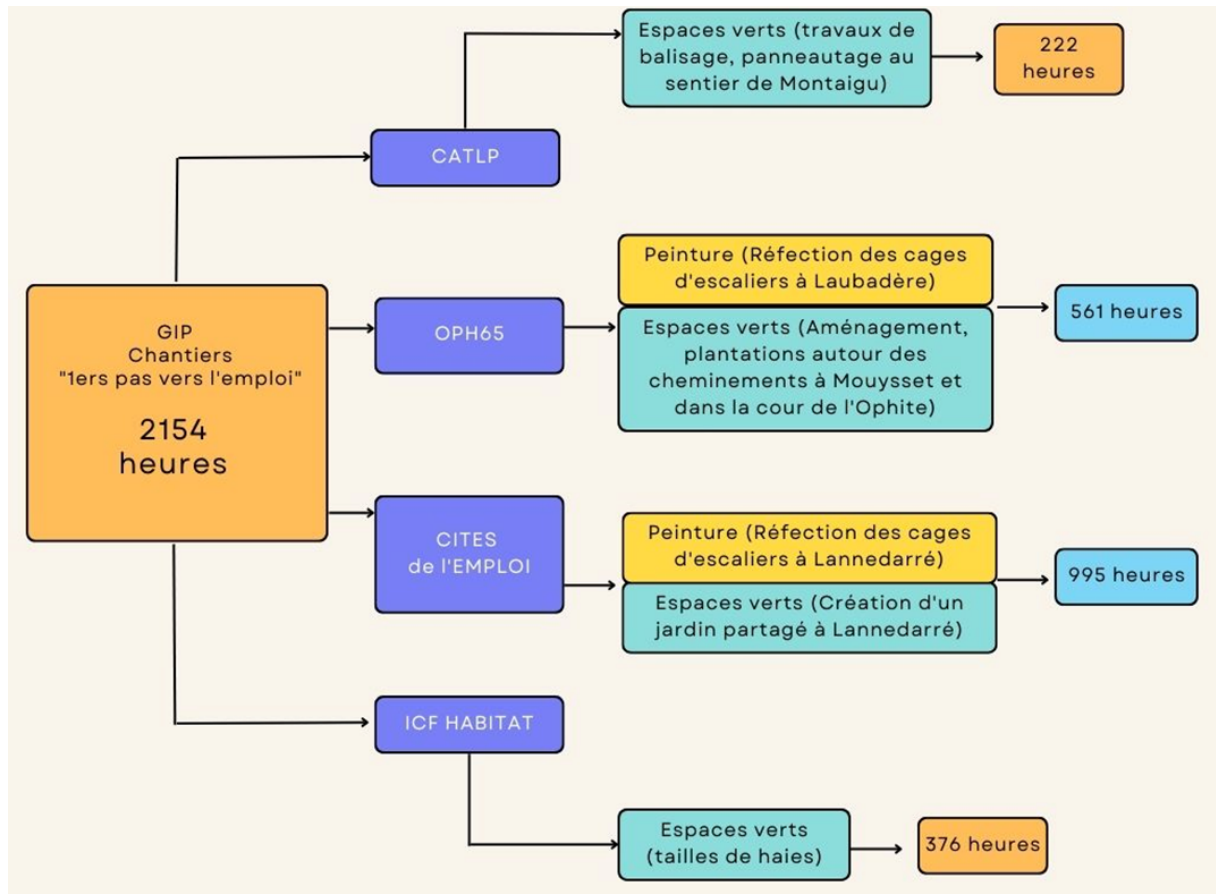 Espaces verts (travaux de
balisage, panneautage au
sentier de Montaigu)
222
heures
CATLP
GIP
Chantiers
"1ers pas vers l'emploi"
2154
heures
OPH65
Peinture (Réfection des cages
d'escaliers à Laubadère)
Espaces verts (Aménagement,
plantations autour des
cheminements à Mouysset et
dans la cour de l'Ophite)
561 heures
CITES
de l'EMPLOI
Peinture (Réfection des cages
d'escaliers à Lannedarré)
Espaces verts (Création d'un
jardin partagé à Lannedarré)
995 heures
ICF HABITAT
Espaces verts
(tailles de haies)
376 heures